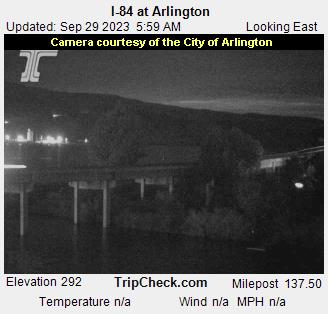 I-84 at Arlington
Updated: Sep 29 2023 5:59 AM Looking East
Camera courtesy of the City of Arlington
Elevation 292 TripCheck.com Milepost 137.50
Temperature n/a Wind n/a MPH n/a